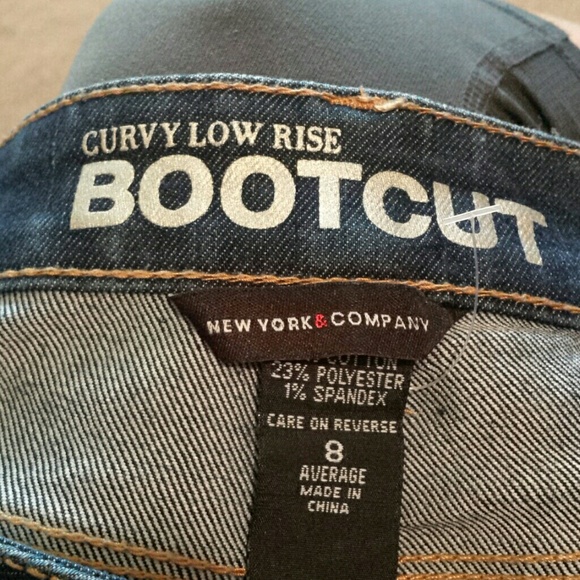 CURVY LOW RISE
BOOTCUT
NEW YORK & COMPANY
COTTON
23% POLYESTER
1% SPANDEX
CARE ON REVERSE
8
AVERAGE
MADE IN
CHINA